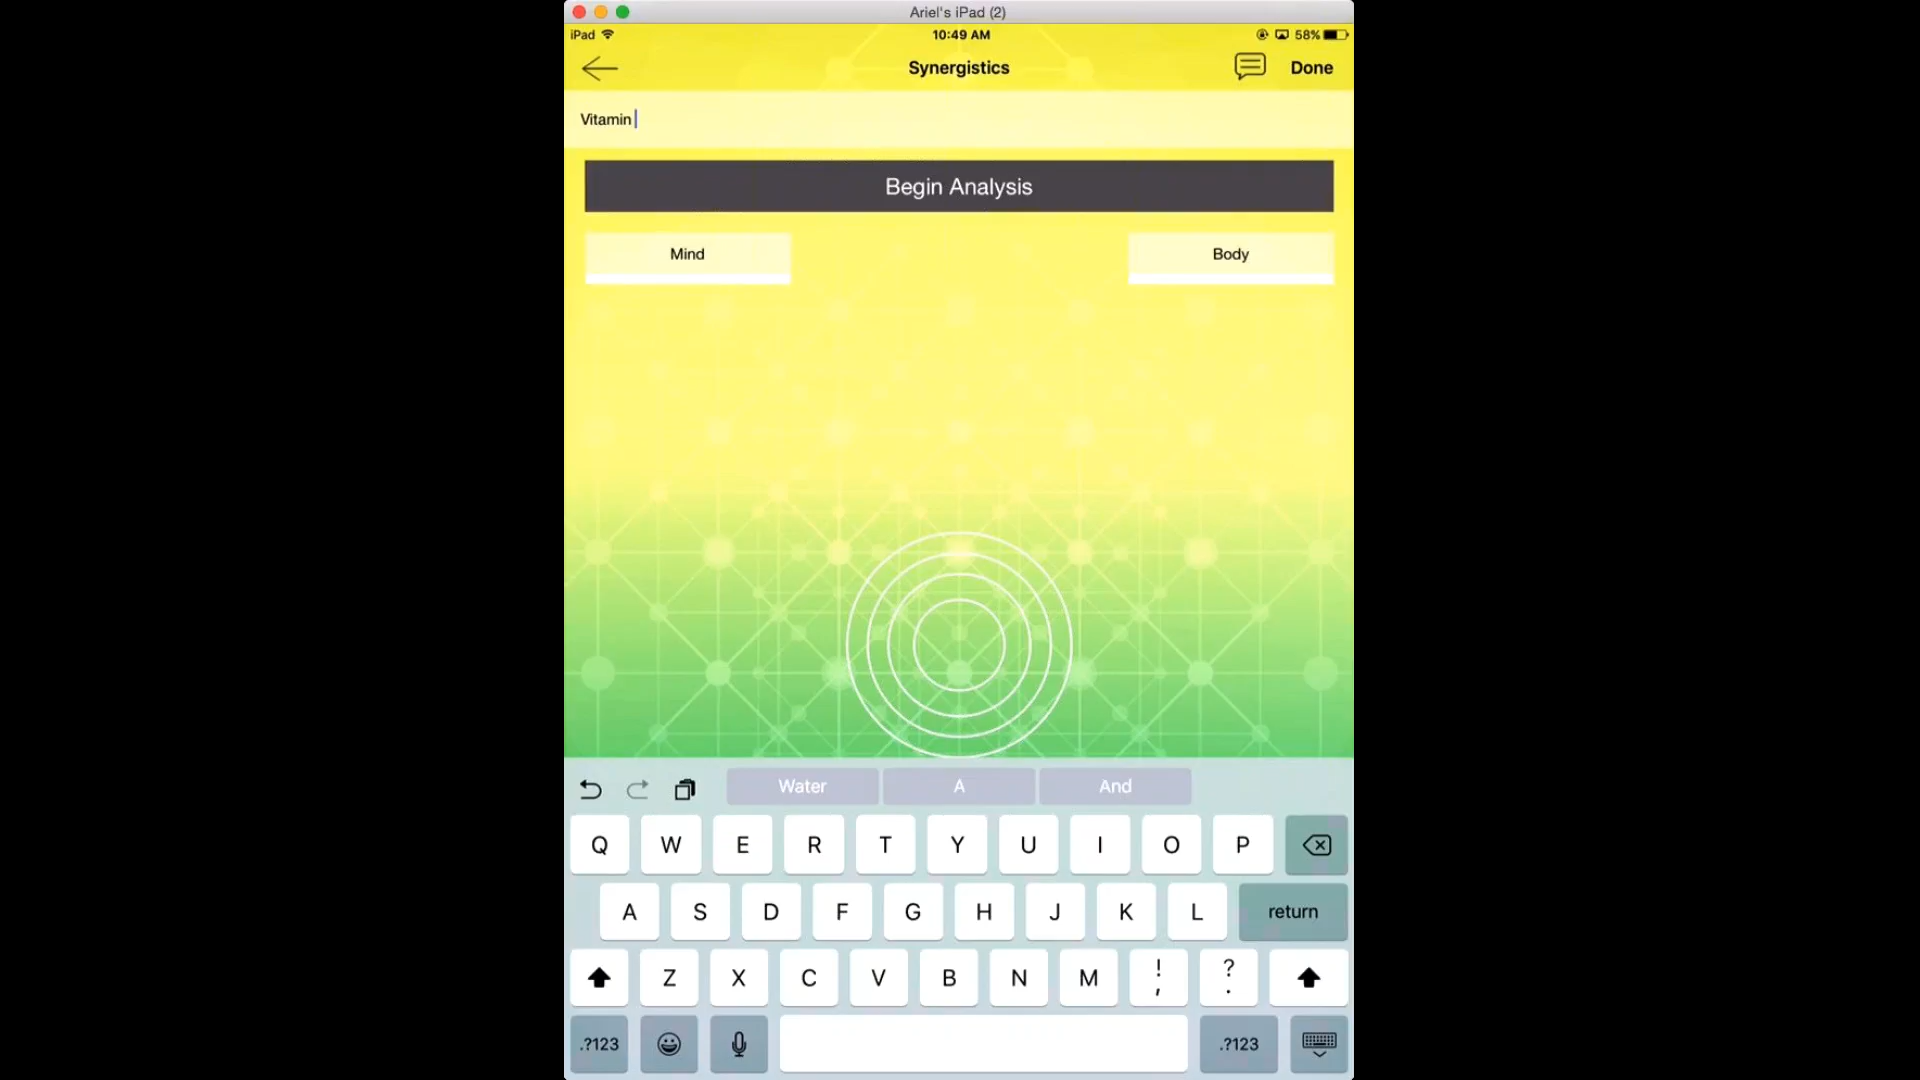 Ariel's iPad (2)
iPad 10:49 AM 58%
Synergistics Done
Vitamin
Begin Analysis
Mind Body
Water A And
Q W E R T Y U I O P
A S D F G H J K L return
Z X C V B N M ! , ? .
.?123 .?123